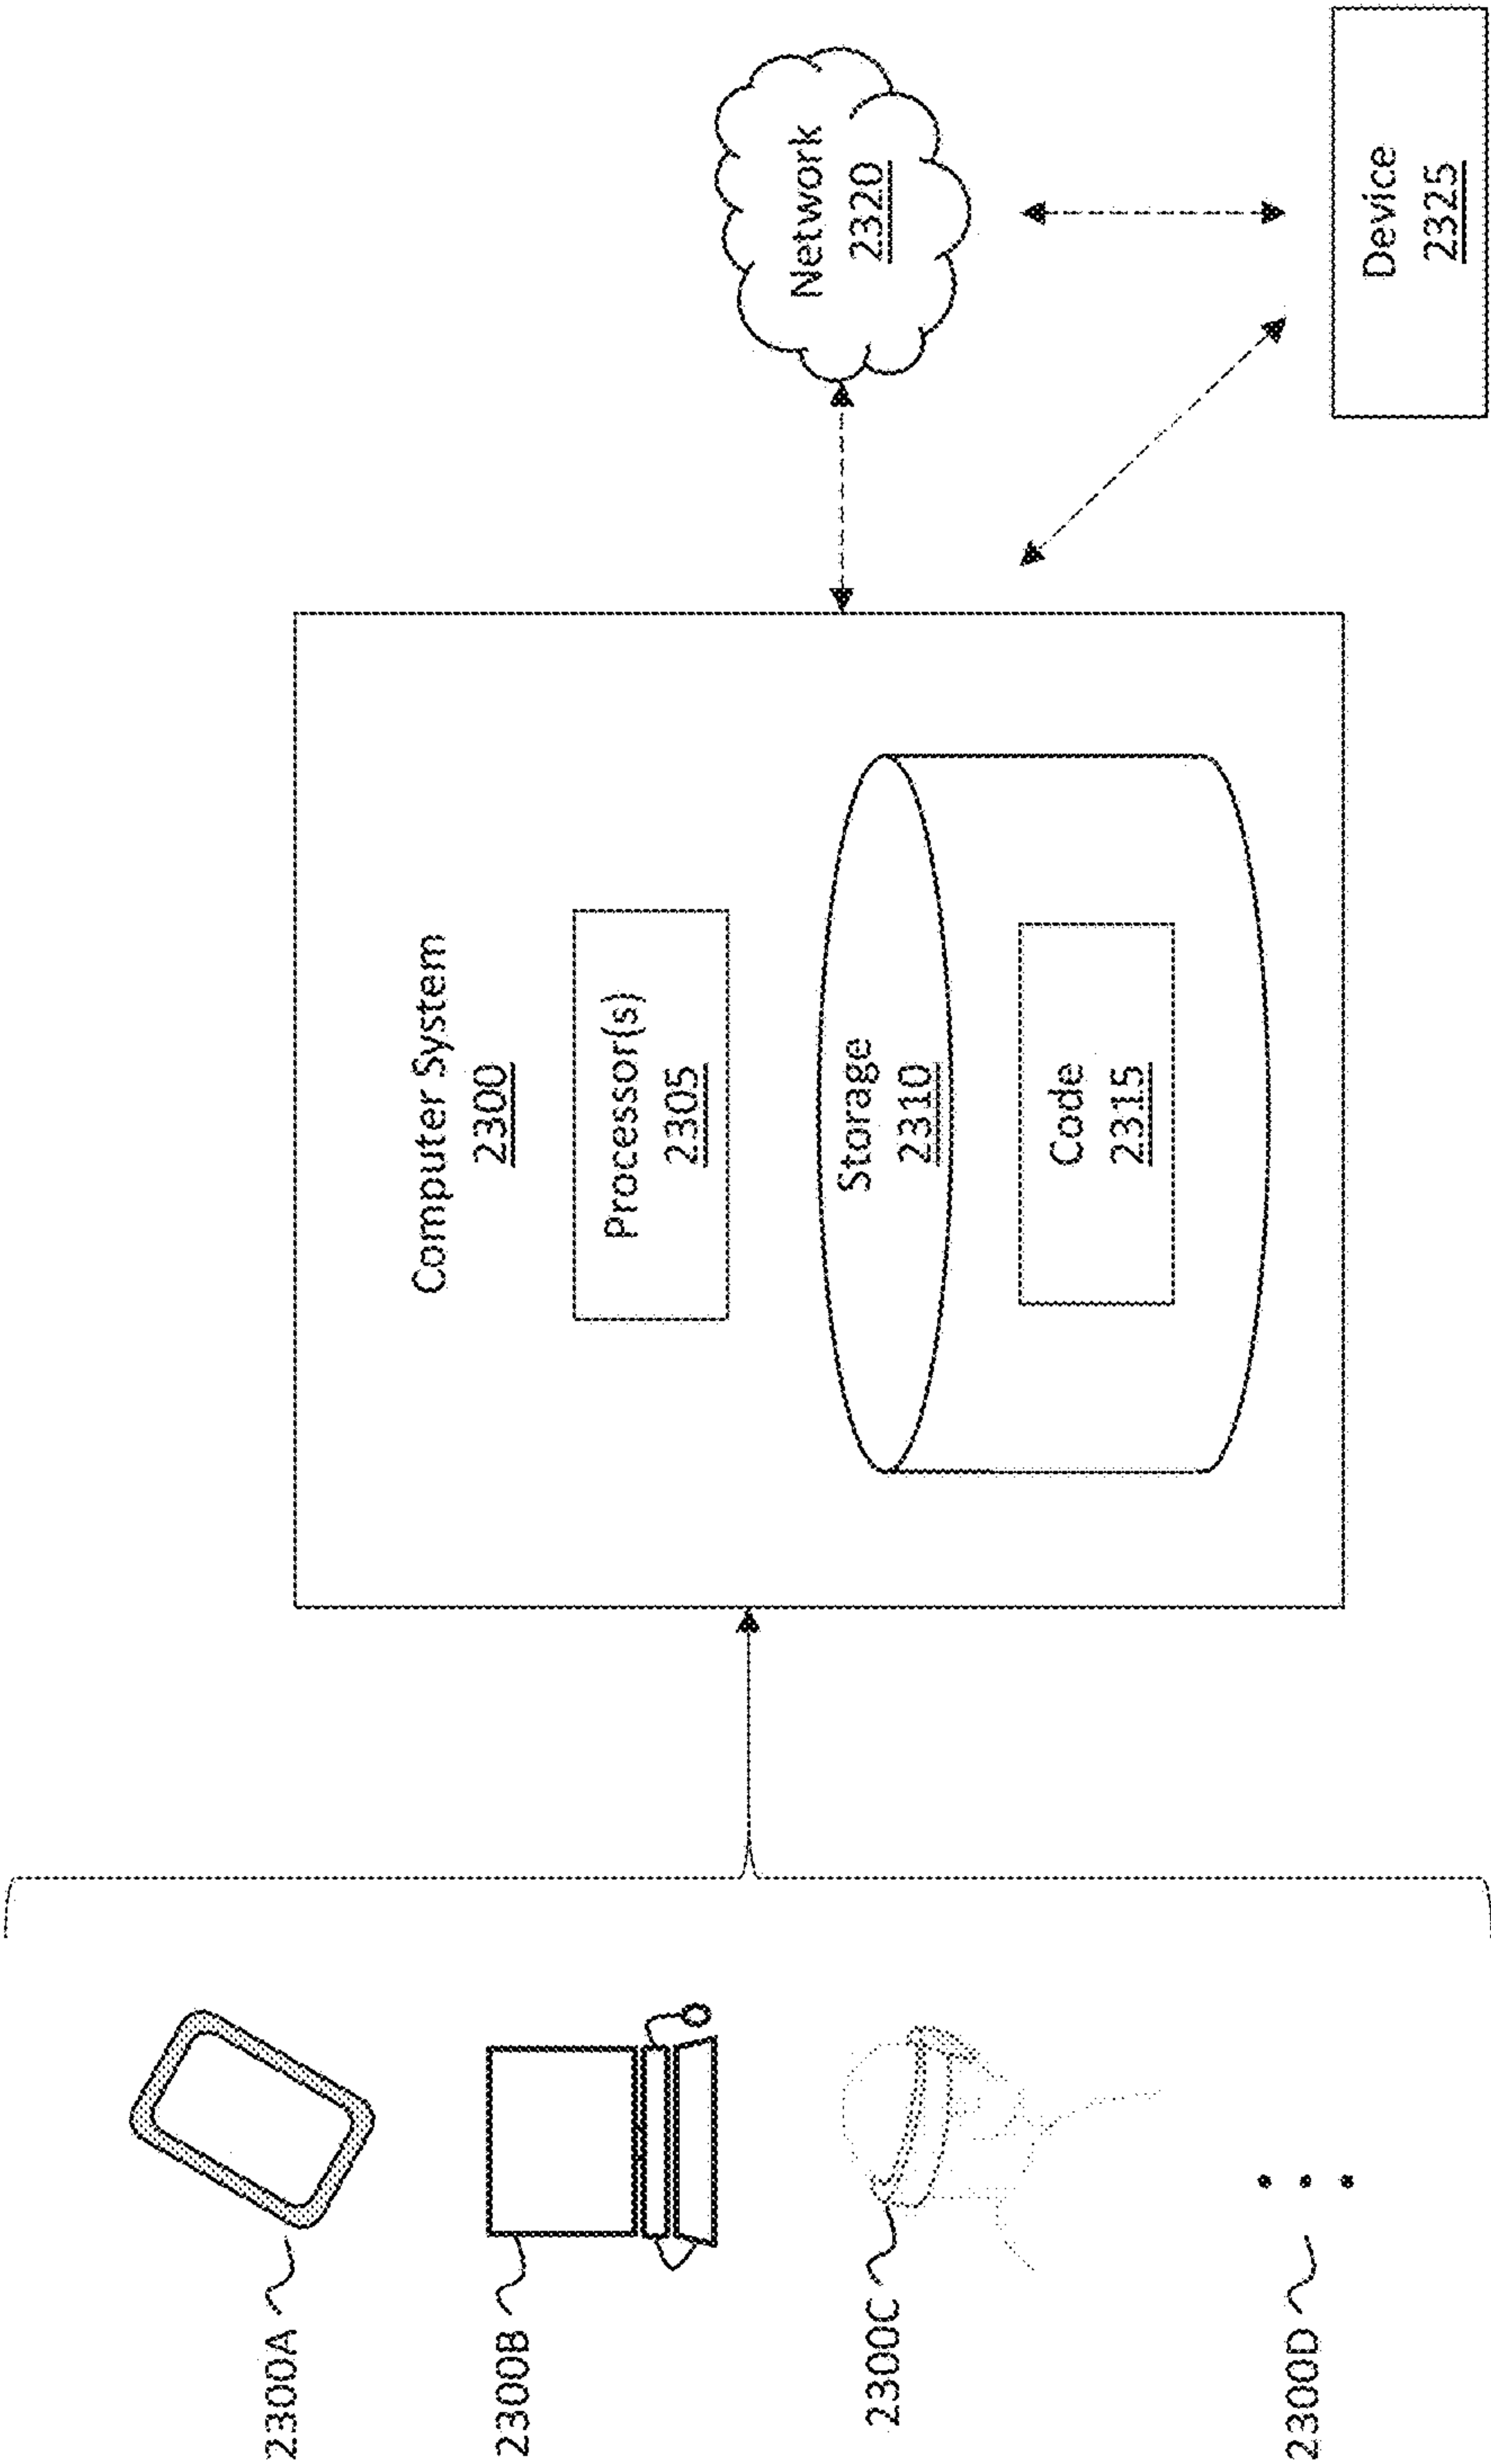 2300A
2300B
2300C
2300D
Computer System
2300
Processor(s)
2305
Storage
2310
Code
2315
Network
2320
Device
2325